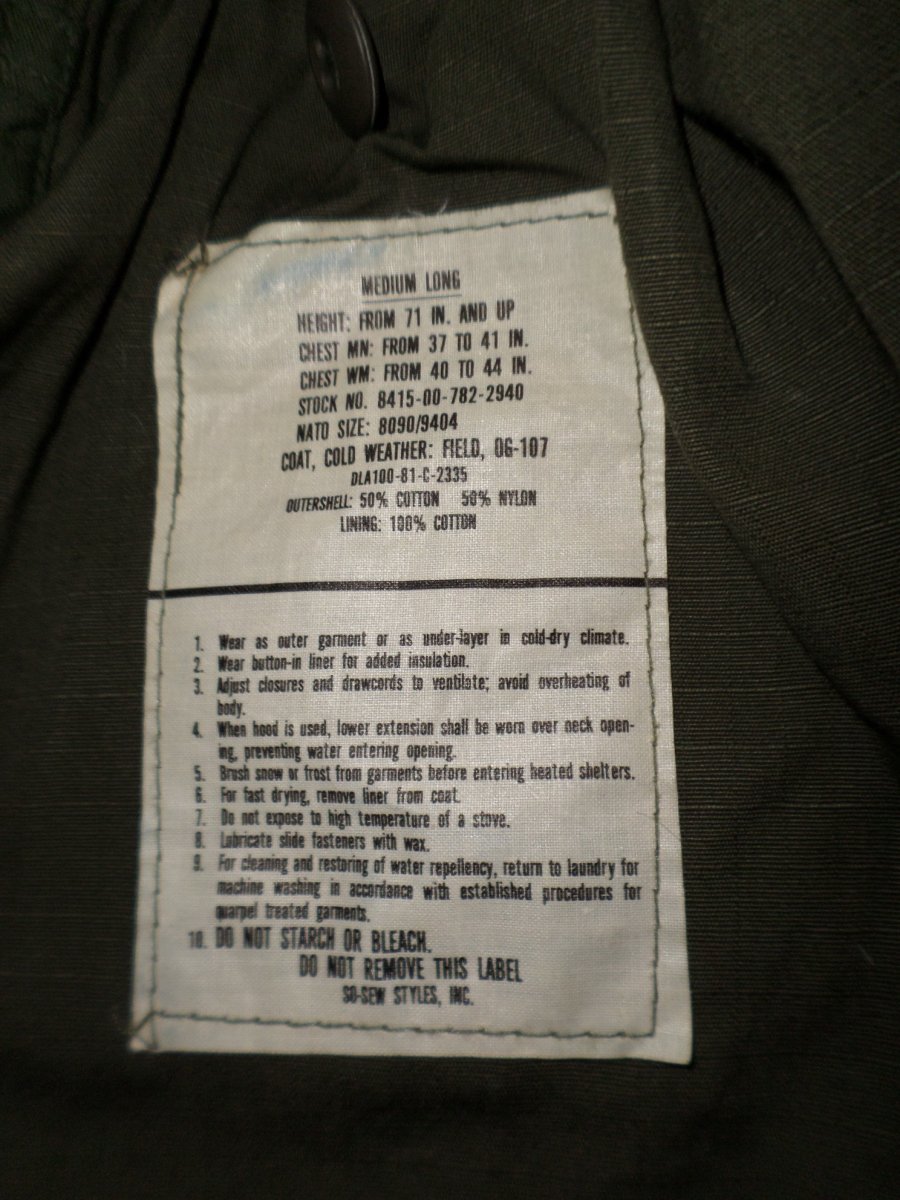 MEDIUM LONG
HEIGHT: FROM 71 IN. AND UP
CHEST MN: FROM 37 TO 41 IN.
CHEST WM: FROM 40 TO 44 IN.
STOCK NO. 8415-00-782-2940
NATO SIZE: 8090/9404
COAT, COLD WEATHER: FIELD, OG-107
DLA100-81-C-2335
OUTERSHELL: 50% COTTON 50% NYLON
LINING: 100% COTTON
1. Wear as outer garment or as under-layer in cold-dry climate.
2. Wear button-in liner for added insulation.
3. Adjust closures and drawcords to ventilate; avoid overheating of
body.
4. When hood is used, lower extension shall be worn over neck open-
ing, preventing water entering opening.
5. Brush snow or frost from garments before entering heated shelters.
6. For fast drying, remove liner from coat.
7. Do not expose to high temperature of a stove.
8. Lubricate slide fasteners with wax.
9. For cleaning and restoring of water repellency, return to laundry for
machine washing in accordance with established procedures for
quarpel treated garments.
10. DO NOT STARCH OR BLEACH.
DO NOT REMOVE THIS LABEL
SO-SEW STYLES, INC.